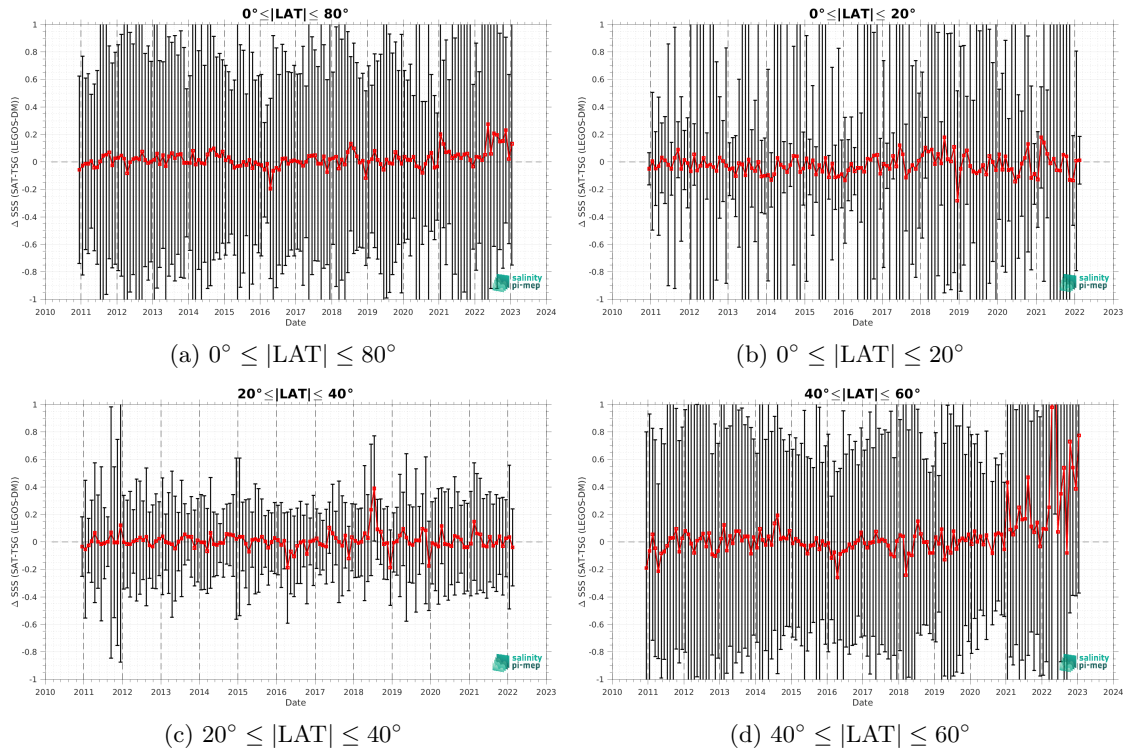 0°≤|LAT|≤ 80°
Δ SSS (SAT-TSG (LEGOS-DM))
1
0.8
0.6
0.4
0.2
0
-0.2
-0.4
-0.6
-0.8
-1
2010 2011 2012 2013 2014 2015 2016 2017 2018 2019 2020 2021 2022 2023 2024
Date
salinity
pi-mep
(a) 0° ≤ |LAT| ≤ 80°
0°≤|LAT|≤ 20°
Δ SSS (SAT-TSG (LEGOS-DM))
1
0.8
0.6
0.4
0.2
0
-0.2
-0.4
-0.6
-0.8
-1
2010 2011 2012 2013 2014 2015 2016 2017 2018 2019 2020 2021 2022 2023
Date
salinity
pi-mep
(b) 0° ≤ |LAT| ≤ 20°
20°≤|LAT|≤ 40°
Δ SSS (SAT-TSG (LEGOS-DM))
1
0.8
0.6
0.4
0.2
0
-0.2
-0.4
-0.6
-0.8
-1
2010 2011 2012 2013 2014 2015 2016 2017 2018 2019 2020 2021 2022 2023
Date
salinity
pi-mep
(c) 20° ≤ |LAT| ≤ 40°
40°≤|LAT|≤ 60°
Δ SSS (SAT-TSG (LEGOS-DM))
1
0.8
0.6
0.4
0.2
0
-0.2
-0.4
-0.6
-0.8
-1
2010 2011 2012 2013 2014 2015 2016 2017 2018 2019 2020 2021 2022 2023 2024
Date
salinity
pi-mep
(d) 40° ≤ |LAT| ≤ 60°